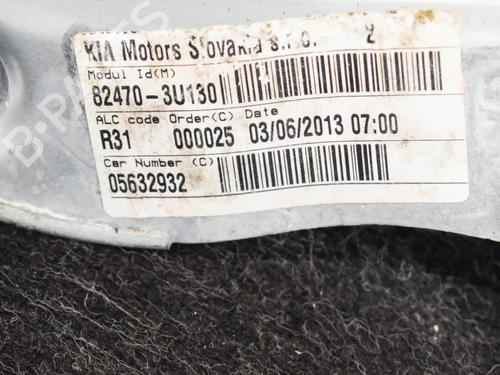 KIA Motors Slovakia s.r.o. 2
Modul Id(M)
82470-3U130
ALC code Order(C) Date
R31 000025 03/06/2013 07:00
Car Number (C)
05632932